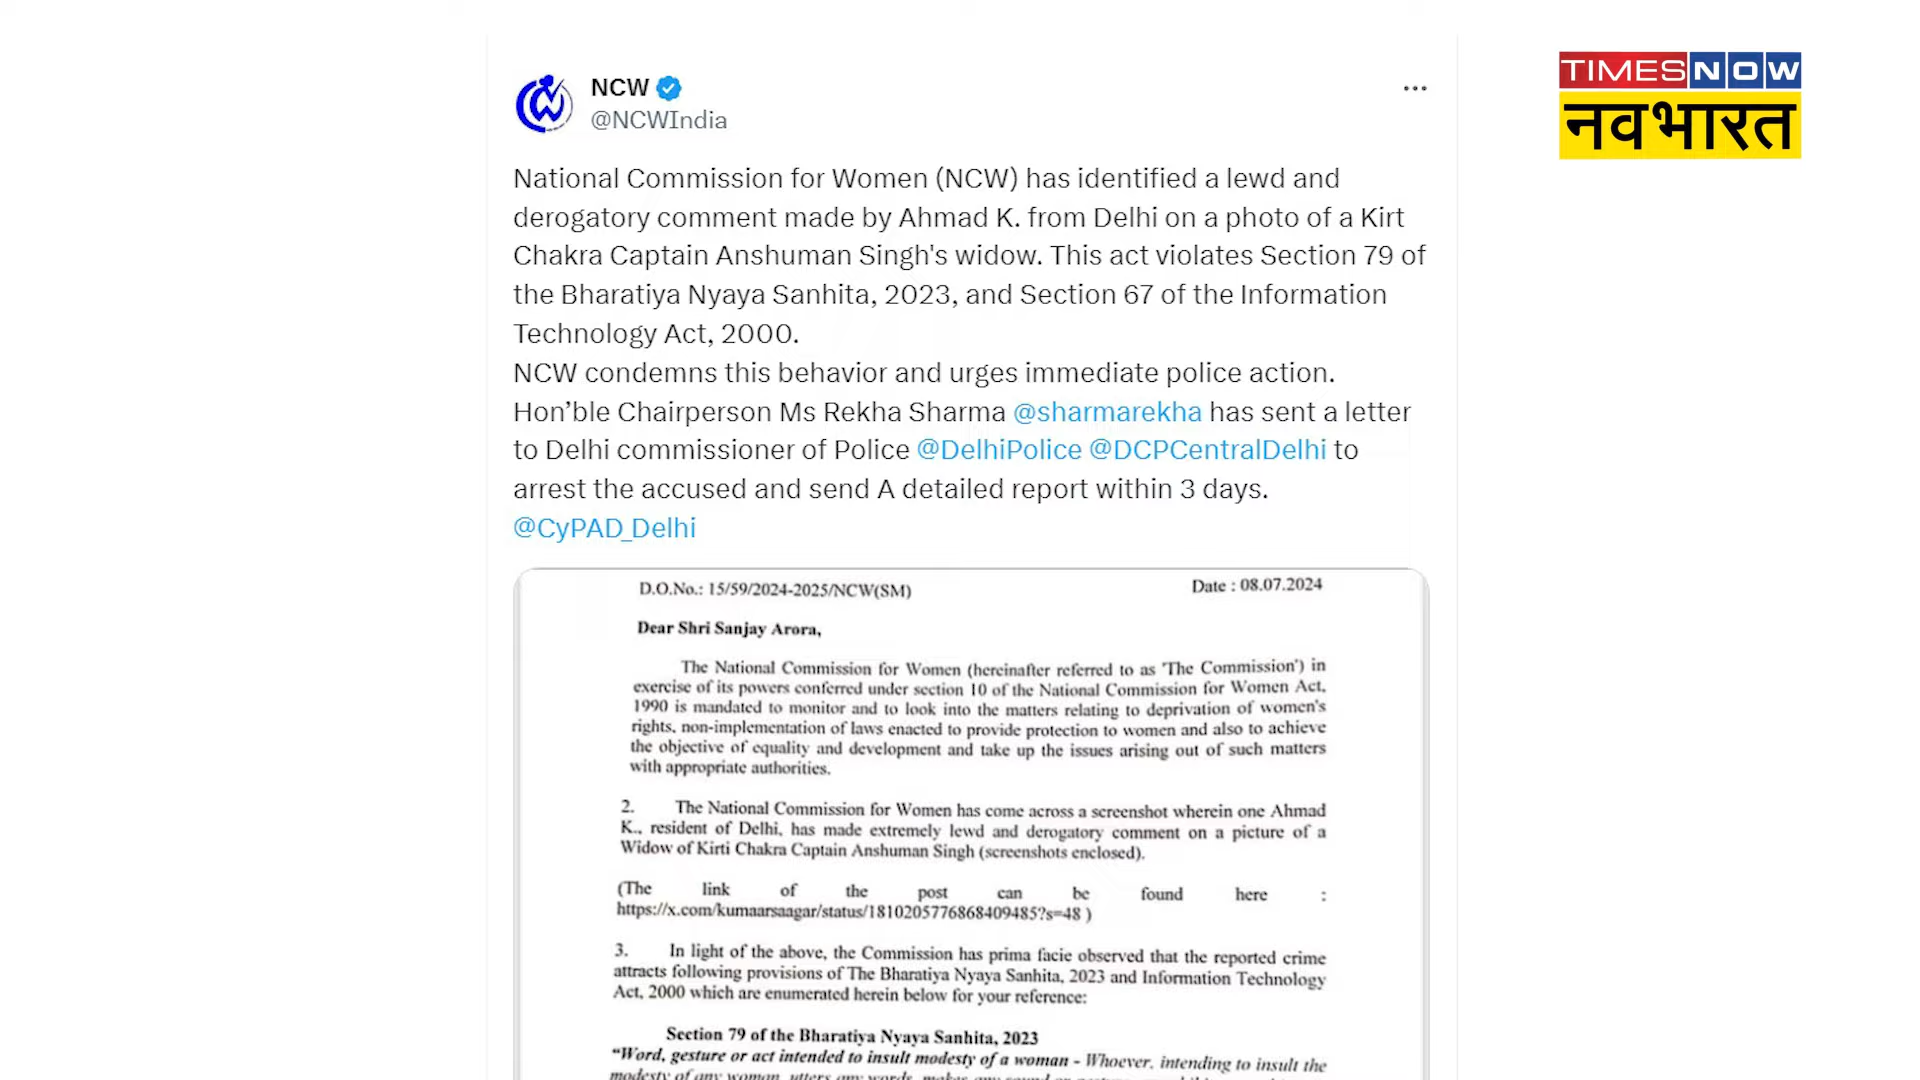 NCW
@NCWIndia
TIMES NOW
नवभारत
National Commission for Women (NCW) has identified a lewd and
derogatory comment made by Ahmad K. from Delhi on a photo of a Kirt
Chakra Captain Anshuman Singh's widow. This act violates Section 79 of
the Bharatiya Nyaya Sanhita, 2023, and Section 67 of the Information
Technology Act, 2000.
NCW condemns this behavior and urges immediate police action.
Hon’ble Chairperson Ms Rekha Sharma @sharmarekha has sent a letter
to Delhi commissioner of Police @DelhiPolice @DCPCentralDelhi to
arrest the accused and send A detailed report within 3 days.
@CyPAD_Delhi
D.O.No.: 15/59/2024-2025/NCW(SM) Date : 08.07.2024
Dear Shri Sanjay Arora,
The National Commission for Women (hereinafter referred to as 'The Commission') in
exercise of its powers conferred under section 10 of the National Commission for Women Act,
1990 is mandated to monitor and to look into the matters relating to deprivation of women's
rights, non-implementation of laws enacted to provide protection to women and also to achieve
the objective of equality and development and take up the issues arising out of such matters
with appropriate authorities.
2. The National Commission for Women has come across a screenshot wherein one Ahmad
K., resident of Delhi, has made extremely lewd and derogatory comment on a picture of a
Widow of Kirti Chakra Captain Anshuman Singh (screenshots enclosed).
(The link of the post can be found here :
https://x.com/kumaarsaagar/status/1810205776868409485?s=48 )
3. In light of the above, the Commission has prima facie observed that the reported crime
attracts following provisions of The Bharatiya Nyaya Sanhita, 2023 and Information Technology
Act, 2000 which are enumerated herein below for your reference:
Section 79 of the Bharatiya Nyaya Sanhita, 2023
“Word, gesture or act intended to insult modesty of a woman - Whoever, intending to insult the
modesty of any woman, utters any words, makes any sound or